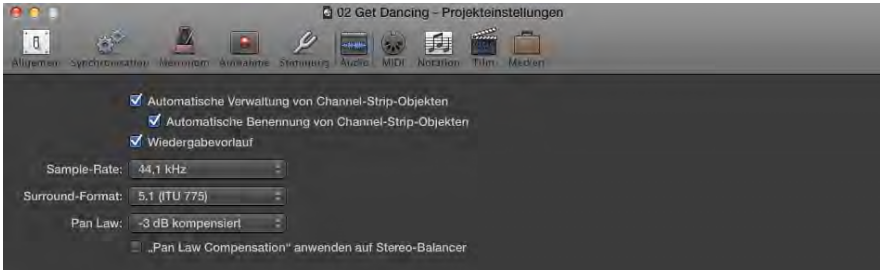 02 Get Dancing – Projekteinstellungen
Allgemein Synchronisation Metronom Aufnahme Stimmung Audio MIDI Notation Film Medien
Automatische Verwaltung von Channel-Strip-Objekten
Automatische Benennung von Channel-Strip-Objekten
Wiedergabevorlauf
Sample-Rate: 44,1 kHz
Surround-Format: 5.1 (ITU 775)
Pan Law: -3 dB kompensiert
„Pan Law Compensation“ anwenden auf Stereo-Balancer